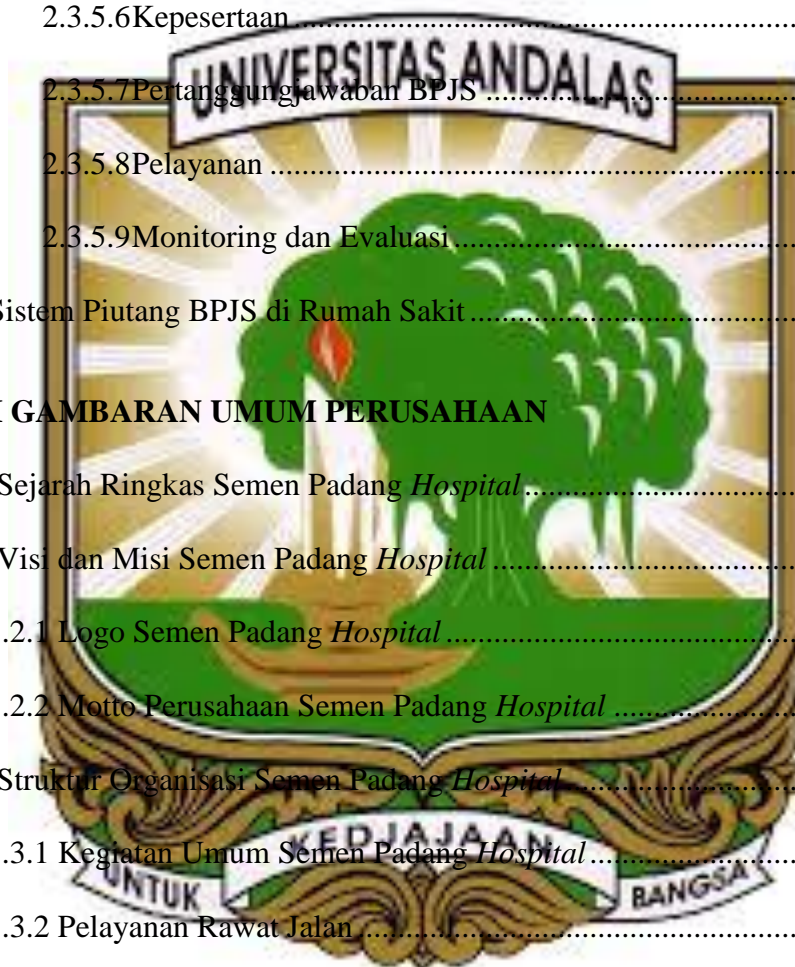 2.3.5.6Kepesertaan ........................................................
UNIVERSITAS ANDALAS
2.3.5.7Pertanggungjawaban BPJS ........................................
2.3.5.8Pelayanan ...........................................................
2.3.5.9Monitoring dan Evaluasi ...........................................
Sistem Piutang BPJS di Rumah Sakit ...........................................
I GAMBARAN UMUM PERUSAHAAN
Sejarah Ringkas Semen Padang Hospital ...................................
Visi dan Misi Semen Padang Hospital .......................................
.2.1 Logo Semen Padang Hospital ...........................................
.2.2 Motto Perusahaan Semen Padang Hospital ........................
Struktur Organisasi Semen Padang Hospital ..............................
.3.1 Kegiatan Umum Semen Padang Hospital ...........................
UNTUK KEDJAJAAN BANGSA
.3.2 Pelayanan Rawat Jalan .....................................................